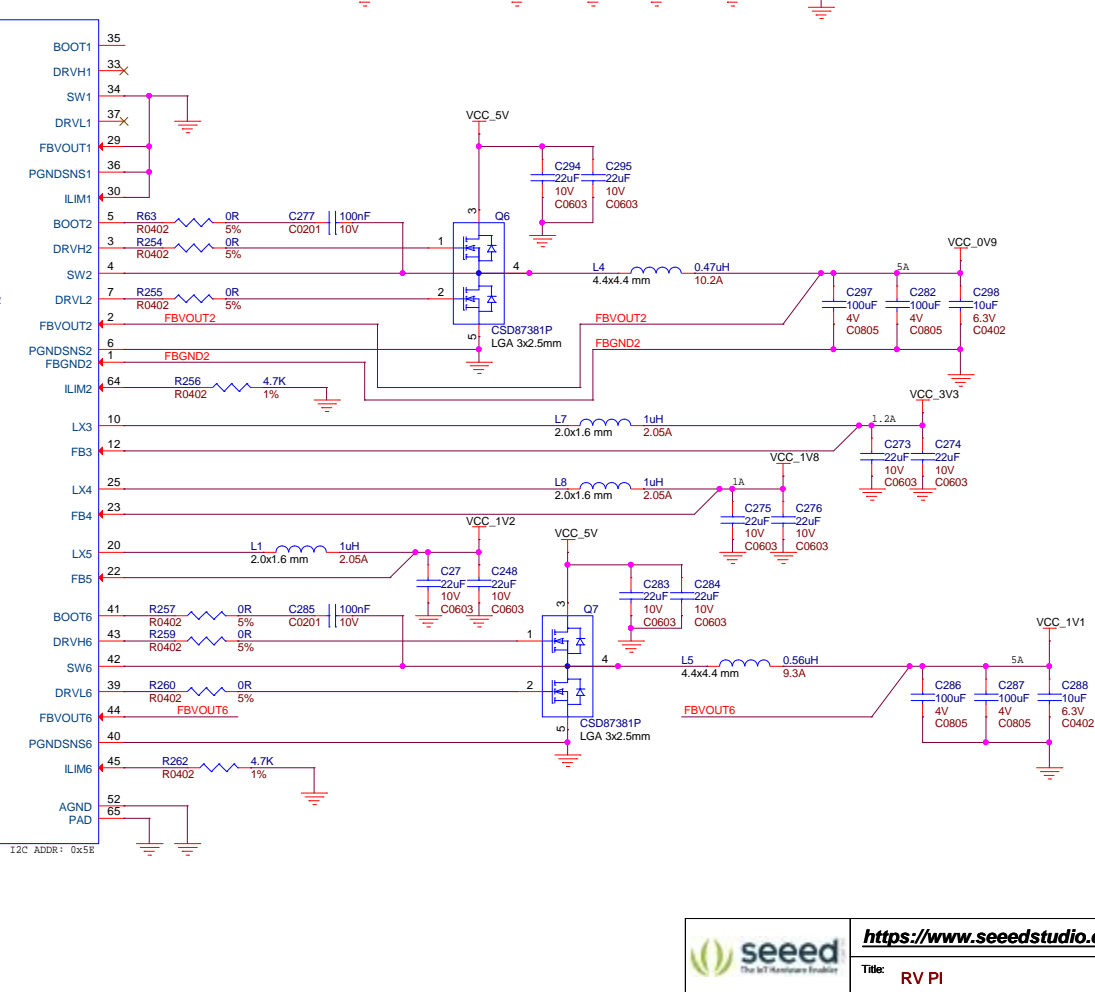 BOOT1 35
DRVH1 33
SW1 34
DRVL1 37
FBVOUT1 29
PGNDSNS1 36
ILIM1 30
BOOT2 5 R63 R0402 0R 5% C277 C0201 100nF 10V
DRVH2 3 R254 R0402 0R 5%
SW2 4
DRVL2 7 R255 R0402 0R 5%
FBVOUT2 2 FBVOUT2
PGNDSNS2 6
FBGND2 1 FBGND2
ILIM2 64 R256 R0402 4.7K 1%
VCC_5V
C294 22uF 10V C0603
C295 22uF 10V C0603
3 Q6
1
4
2
5
CSD87381P
LGA 3x2.5mm
L4 4.4x4.4 mm 0.47uH 10.2A
5A
VCC_0V9
C297 100uF 4V C0805
C282 100uF 4V C0805
C298 10uF 6.3V C0402
FBVOUT2
FBGND2
LX3 10 L7 2.0x1.6 mm 1uH 2.05A
1.2A
VCC_3V3
FB3 12
C273 22uF 10V C0603
C274 22uF 10V C0603
LX4 25 L8 2.0x1.6 mm 1uH 2.05A
1A
VCC_1V8
FB4 23
C275 22uF 10V C0603
C276 22uF 10V C0603
LX5 20 L1 2.0x1.6 mm 1uH 2.05A
VCC_1V2
FB5 22
C27 22uF 10V C0603
C248 22uF 10V C0603
VCC_5V
C283 22uF 10V C0603
C284 22uF 10V C0603
BOOT6 41 R257 R0402 0R 5% C285 C0201 100nF 10V
DRVH6 43 R259 R0402 0R 5%
SW6 42
DRVL6 39 R260 R0402 0R 5%
FBVOUT6 44 FBVOUT6
PGNDSNS6 40
ILIM6 45 R262 R0402 4.7K 1%
3 Q7
1
4
2
5
CSD87381P
LGA 3x2.5mm
L5 4.4x4.4 mm 0.56uH 9.3A
5A
VCC_1V1
FBVOUT6
C286 100uF 4V C0805
C287 100uF 4V C0805
C288 10uF 6.3V C0402
AGND 52
PAD 65
I2C ADDR: 0x5E
seeed
The IoT Hardware Enabler
https://www.seeedstudio.
Title: RV PI